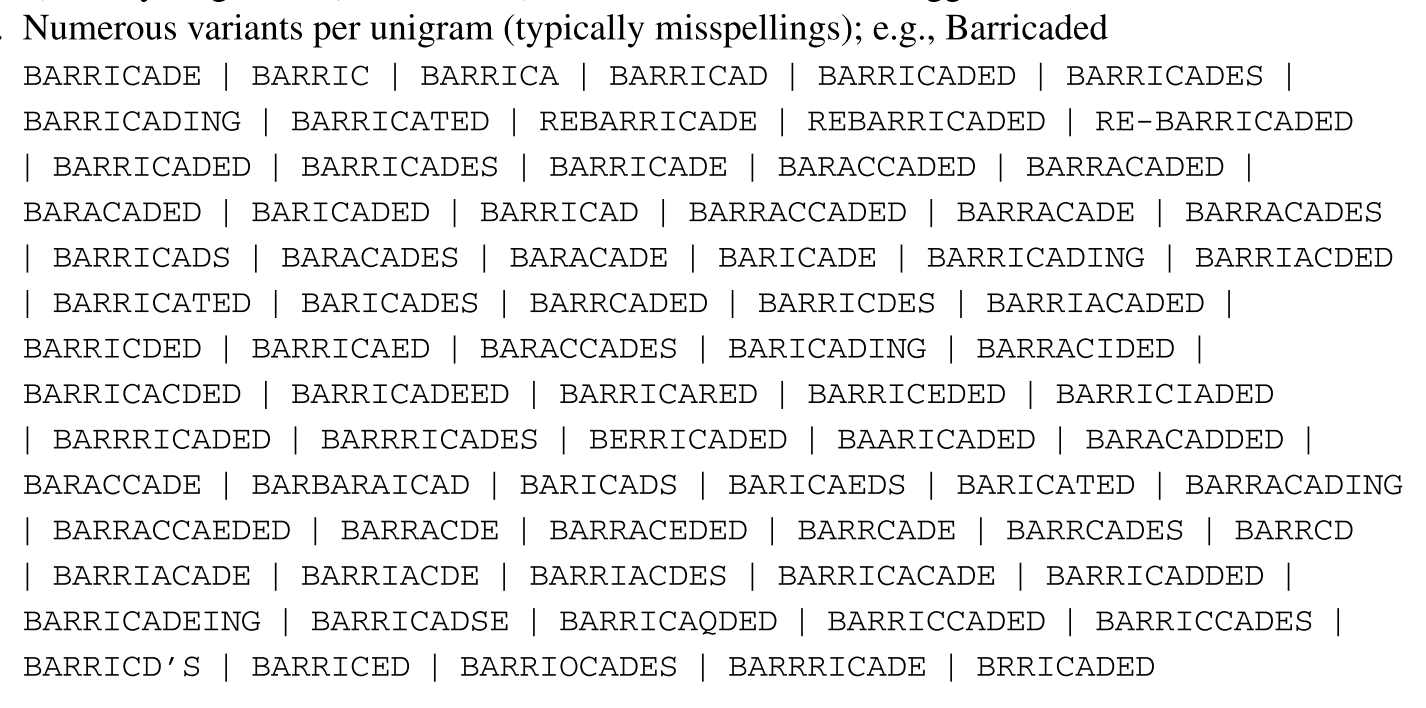 . Numerous variants per unigram (typically misspellings); e.g., Barricaded
BARRICADE | BARRIC | BARRICA | BARRICAD | BARRICADED | BARRICADES |
BARRICADING | BARRICATED | REBARRICADE | REBARRICADED | RE-BARRICADED
| BARRICADED | BARRICADES | BARRICADE | BARACCADED | BARRACADED |
BARACADED | BARICADED | BARRICAD | BARRACCADED | BARRACADE | BARRACADES
| BARRICADS | BARACADES | BARACADE | BARICADE | BARRICADING | BARRIACDED
| BARRICATED | BARICADES | BARRCADED | BARRICDES | BARRIACADED |
BARRICDED | BARRICAED | BARACCADES | BARICADING | BARRACIDED |
BARRICACDED | BARRICADEED | BARRICARED | BARRICEDED | BARRICIADED
| BARRRICADED | BARRRICADES | BERRICADED | BAARICADED | BARACADDED |
BARACCADE | BARBARAICAD | BARICADS | BARICAEDS | BARICATED | BARRACADING
| BARRACCAEDED | BARRACDE | BARRACEDED | BARRCADE | BARRCADES | BARRCD
| BARRIACADE | BARRIACDE | BARRIACDES | BARRICACADE | BARRICADDED |
BARRICADEING | BARRICADSE | BARRICAQDED | BARRICCADED | BARRICCADES |
BARRICD’S | BARRICED | BARRIOCADES | BARRRICADE | BRRICADED